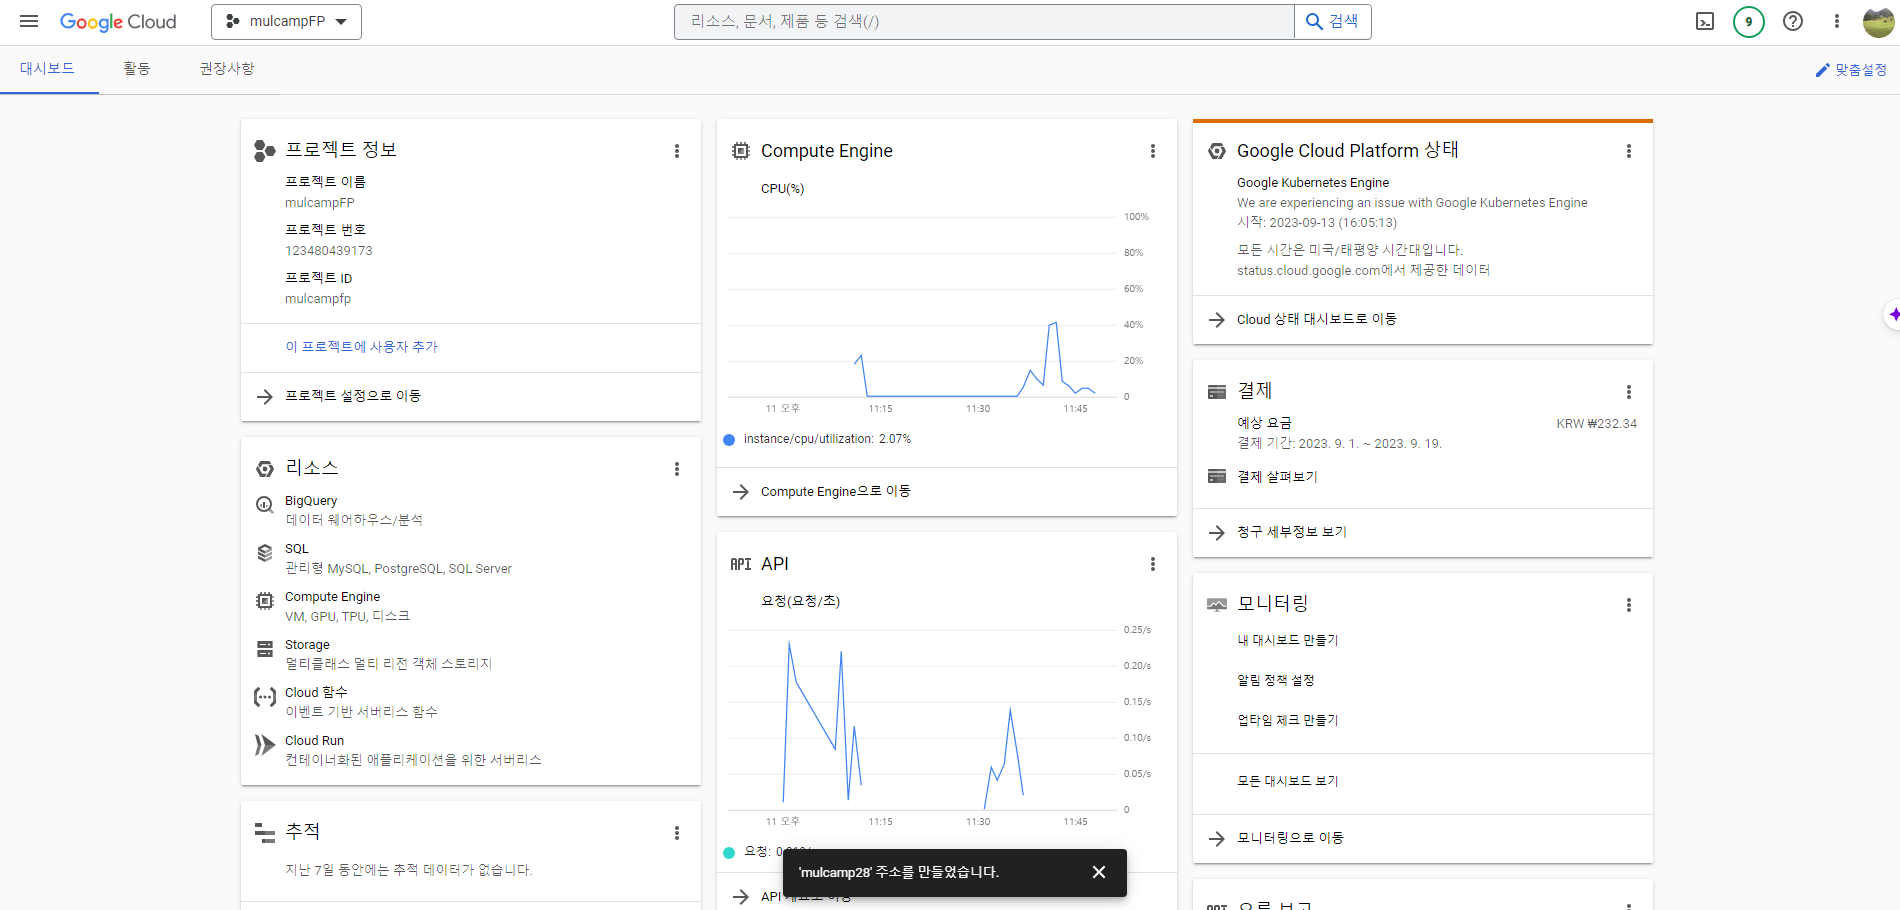 Google Cloud
mulcampFP
리소스, 문서, 제품 등 검색(/)
검색
9
대시보드
활동
권장사항
맞춤설정
프로젝트 정보
프로젝트 이름
mulcampFP
프로젝트 번호
123480439173
프로젝트 ID
mulcampfp
이 프로젝트에 사용자 추가
프로젝트 설정으로 이동
리소스
BigQuery
데이터 웨어하우스/분석
SQL
관리형 MySQL, PostgreSQL, SQL Server
Compute Engine
VM, GPU, TPU, 디스크
Storage
멀티클래스 멀티 리전 객체 스토리지
Cloud 함수
이벤트 기반 서버리스 함수
Cloud Run
컨테이너화된 애플리케이션을 위한 서버리스
추적
지난 7일 동안에는 추적 데이터가 없습니다.
Compute Engine
CPU(%)
100%
80%
60%
40%
20%
0
11 오후 11:15 11:30 11:45
instance/cpu/utilization: 2.07%
Compute Engine으로 이동
API API
요청(요청/초)
0.25/s
0.20/s
0.15/s
0.10/s
0.05/s
0
11 오후 11:15 11:30 11:45
요청:
'mulcamp28' 주소를 만들었습니다.
API
Google Cloud Platform 상태
Google Kubernetes Engine
We are experiencing an issue with Google Kubernetes Engine
시작: 2023-09-13 (16:05:13)
모든 시간은 미국/태평양 시간대입니다.
status.cloud.google.com에서 제공한 데이터
Cloud 상태 대시보드로 이동
결제
예상 요금 KRW ₩232.34
결제 기간: 2023. 9. 1. ~ 2023. 9. 19.
결제 살펴보기
청구 세부정보 보기
모니터링
내 대시보드 만들기
알림 정책 설정
업타임 체크 만들기
모든 대시보드 보기
모니터링으로 이동